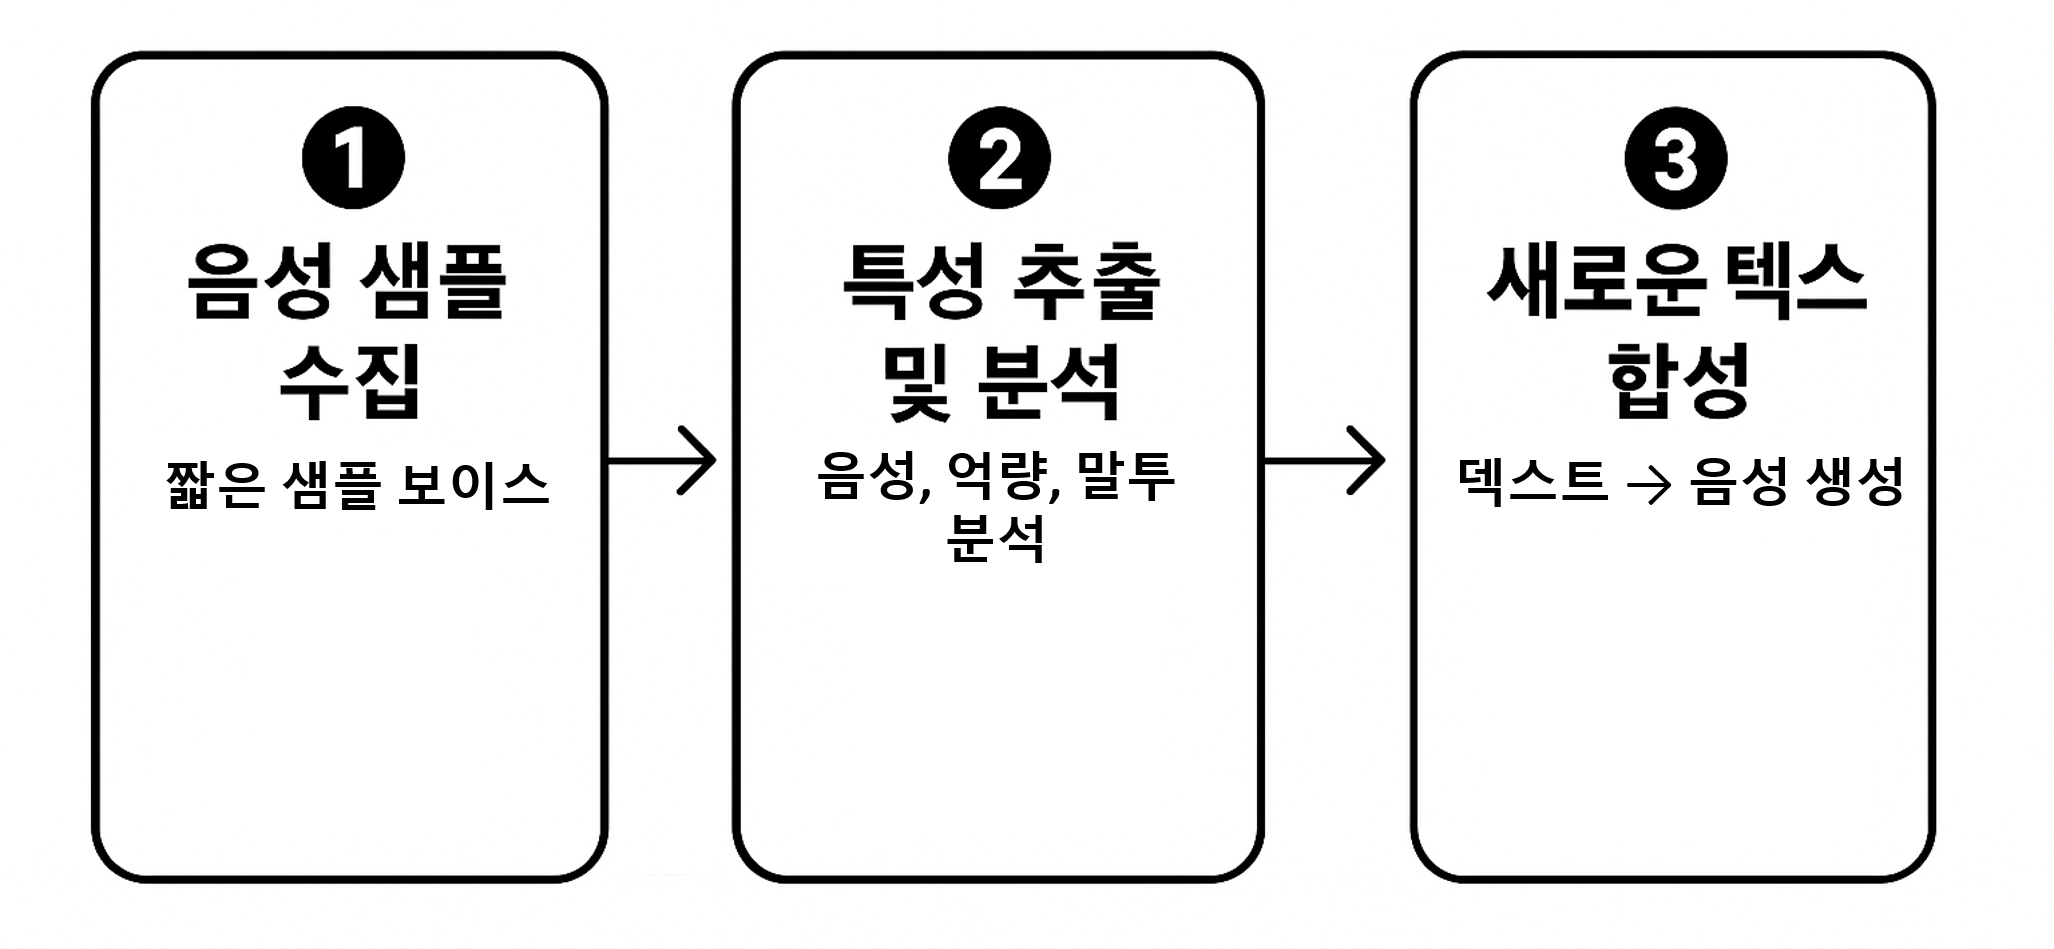 1
음성 샘플
수집
짧은 샘플 보이스
2
특성 추출
및 분석
음성, 억량, 말투
분석
3
새로운 텍스
합성
덱스트 → 음성 생성